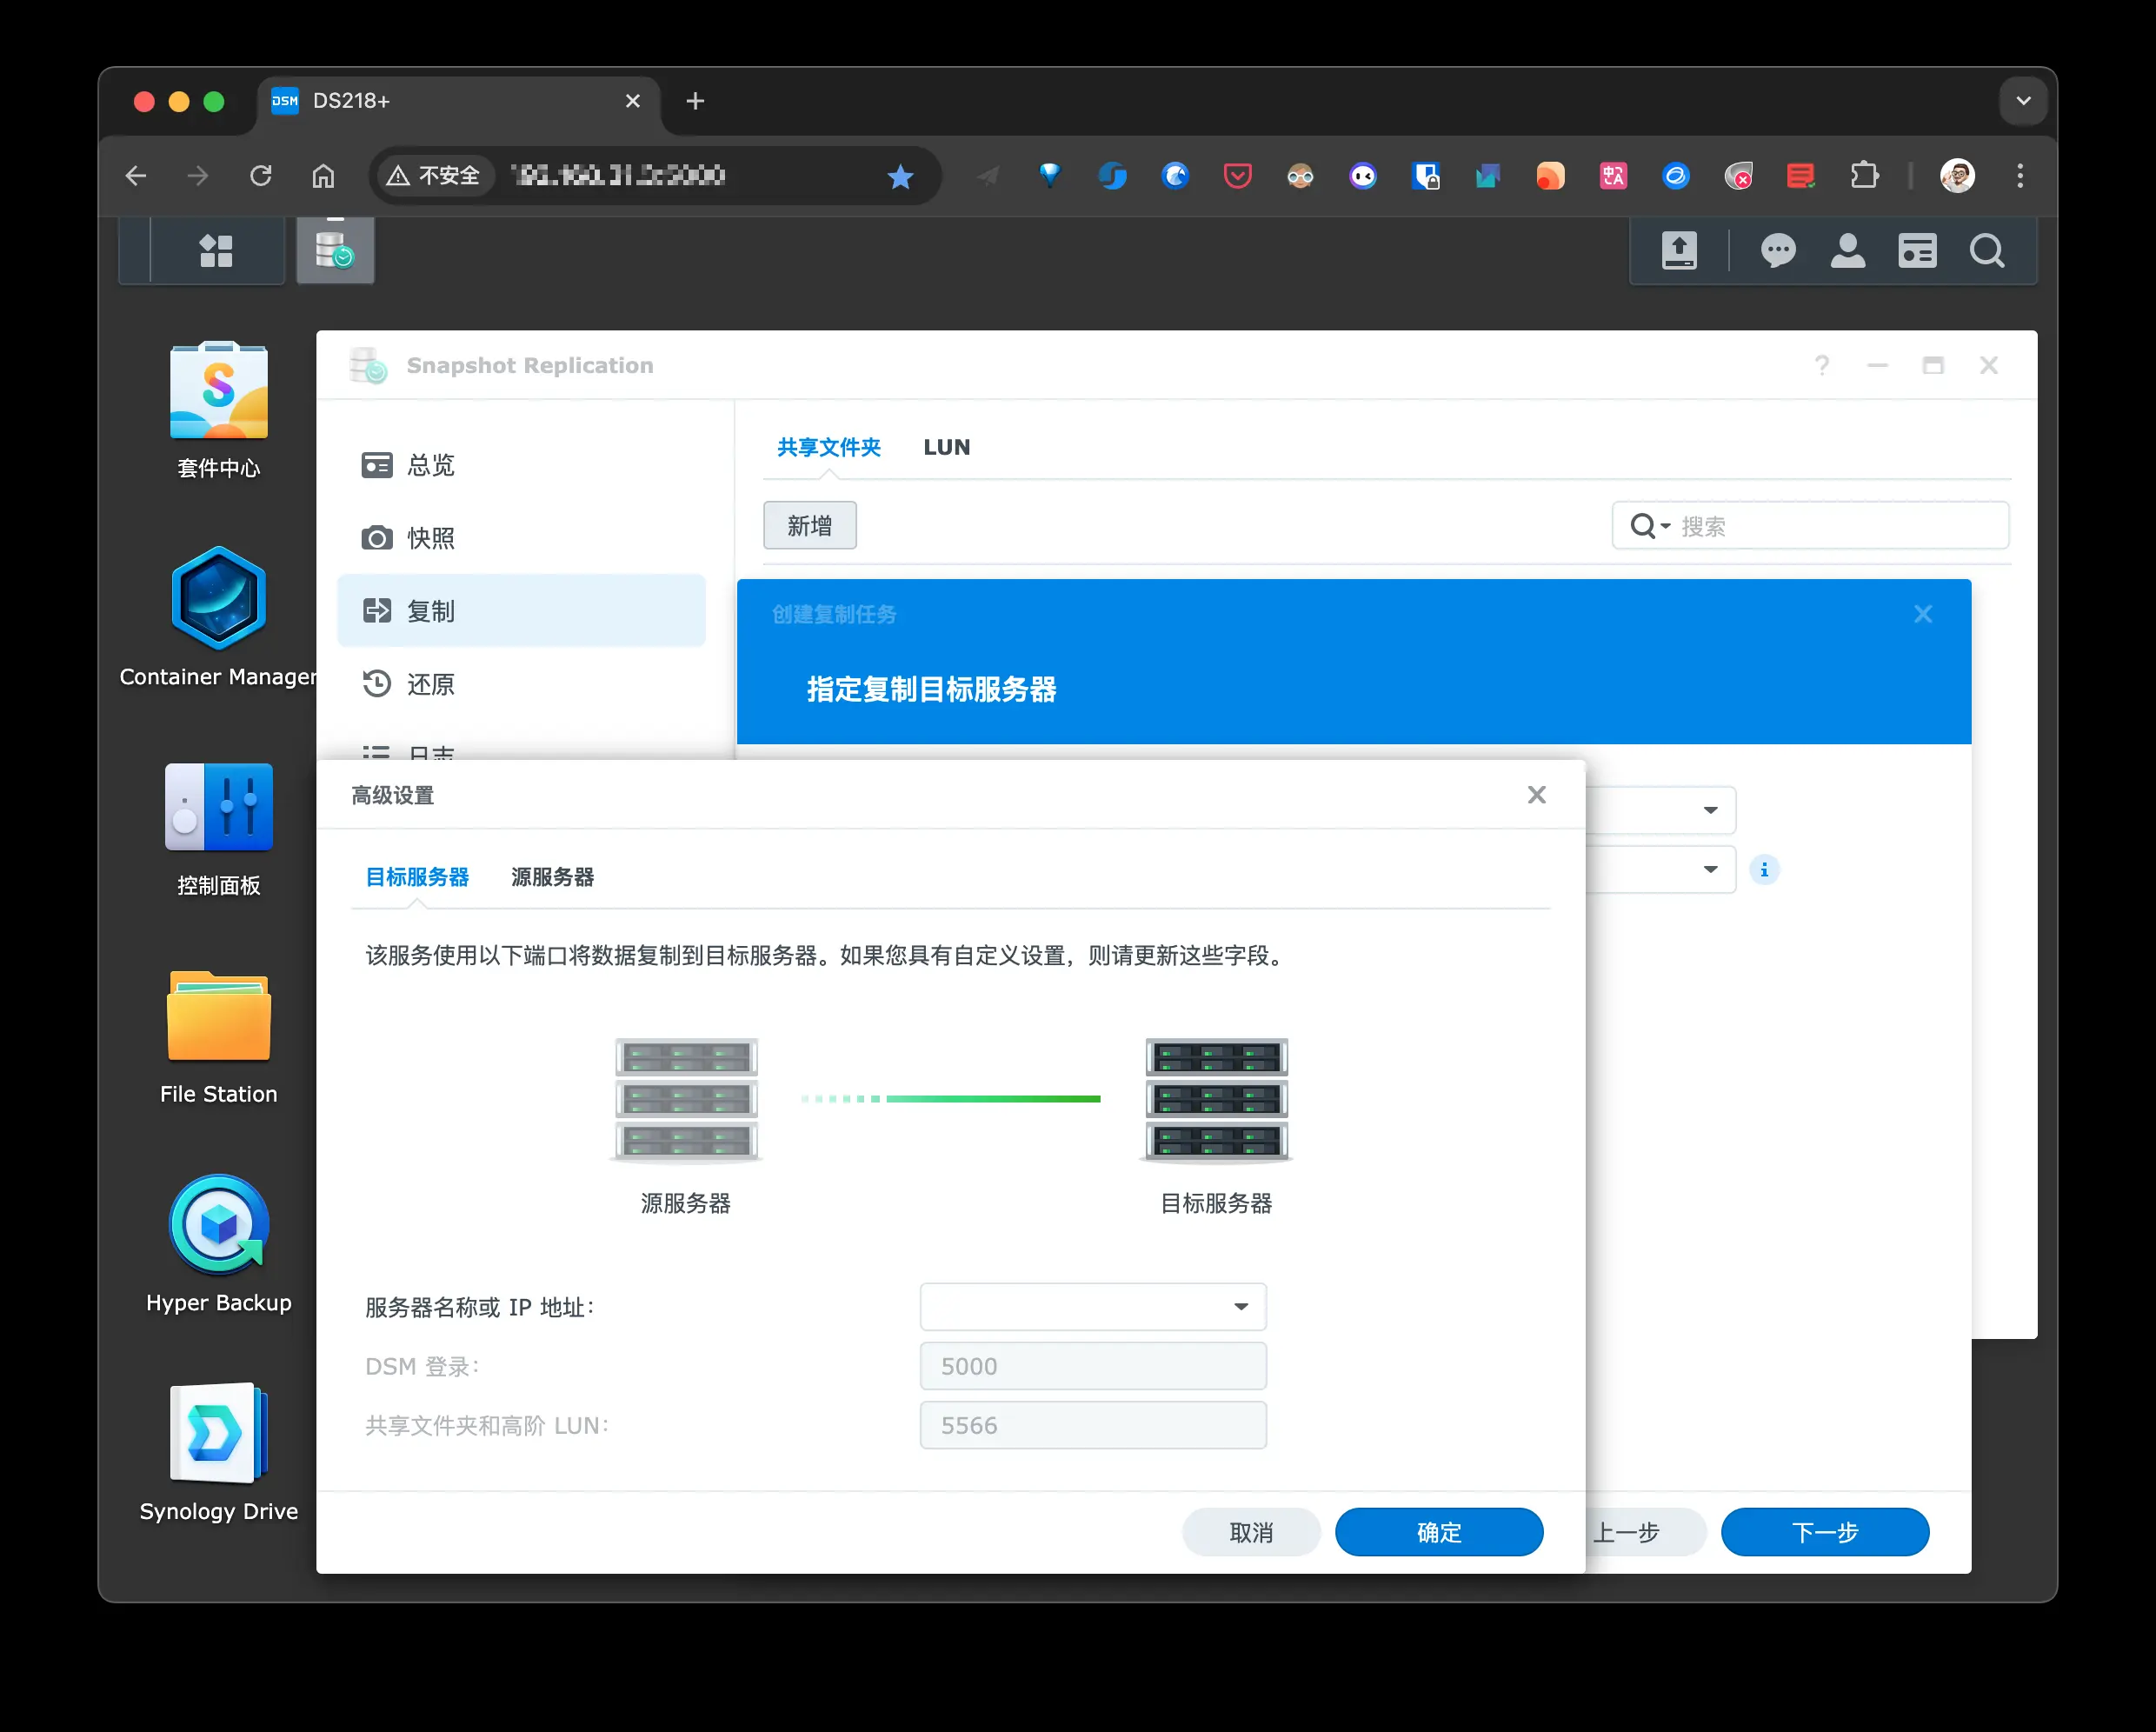 DSM DS218+
不安全
Snapshot Replication
套件中心
Container Manager
控制面板
File Station
Hyper Backup
Synology Drive
总览
快照
复制
还原
日志
共享文件夹 LUN
新增
搜索
创建复制任务
指定复制目标服务器
高级设置
目标服务器 源服务器
该服务使用以下端口将数据复制到目标服务器。如果您具有自定义设置，则请更新这些字段。
源服务器 目标服务器
服务器名称或 IP 地址：
DSM 登录： 5000
共享文件夹和高阶 LUN： 5566
取消 确定 上一步 下一步